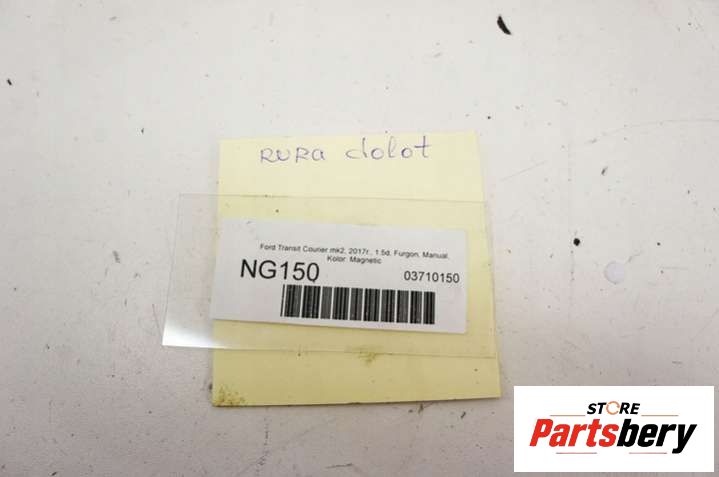 RURA dolot
Ford Transit Courier mk2, 2017r., 1.5d, Furgon, Manual,
Kolor: Magnetic
NG150
03710150
STORE
Partsbery